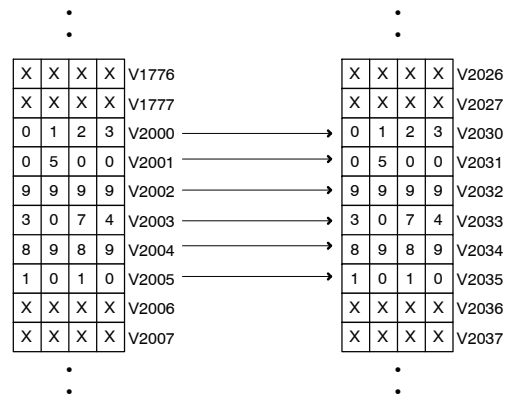 X X X X V1776 X X X X V2026
X X X X V1777 X X X X V2027
0 1 2 3 V2000 0 1 2 3 V2030
0 5 0 0 V2001 0 5 0 0 V2031
9 9 9 9 V2002 9 9 9 9 V2032
3 0 7 4 V2003 3 0 7 4 V2033
8 9 8 9 V2004 8 9 8 9 V2034
1 0 1 0 V2005 1 0 1 0 V2035
X X X X V2006 X X X X V2036
X X X X V2007 X X X X V2037